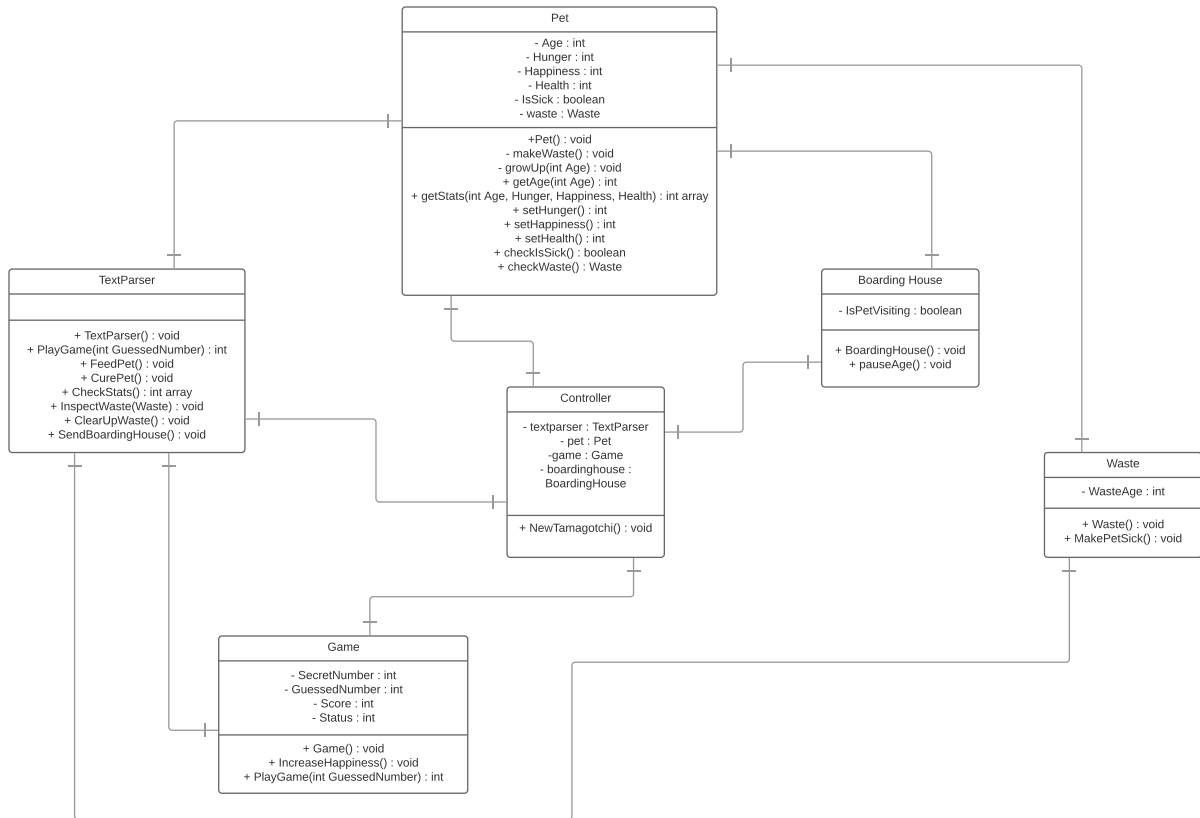 Pet
- Age : int
- Hunger : int
- Happiness : int
- Health : int
- IsSick : boolean
- waste : Waste
+Pet() : void
- makeWaste() : void
- growUp(int Age) : void
+ getAge(int Age) : int
+ getStats(int Age, Hunger, Happiness, Health) : int array
+ setHunger() : int
+ setHappiness() : int
+ setHealth() : int
+ checkIsSick() : boolean
+ checkWaste() : Waste
TextParser
+ TextParser() : void
+ PlayGame(int GuessedNumber) : int
+ FeedPet() : void
+ CurePet() : void
+ CheckStats() : int array
+ InspectWaste(Waste) : void
+ ClearUpWaste() : void
+ SendBoardingHouse() : void
Boarding House
- IsPetVisiting : boolean
+ BoardingHouse() : void
+ pauseAge() : void
Controller
- textparser : TextParser
- pet : Pet
-game : Game
- boardinghouse :
BoardingHouse
+ NewTamagotchi() : void
Waste
- WasteAge : int
+ Waste() : void
+ MakePetSick() : void
Game
- SecretNumber : int
- GuessedNumber : int
- Score : int
- Status : int
+ Game() : void
+ IncreaseHappiness() : void
+ PlayGame(int GuessedNumber) : int